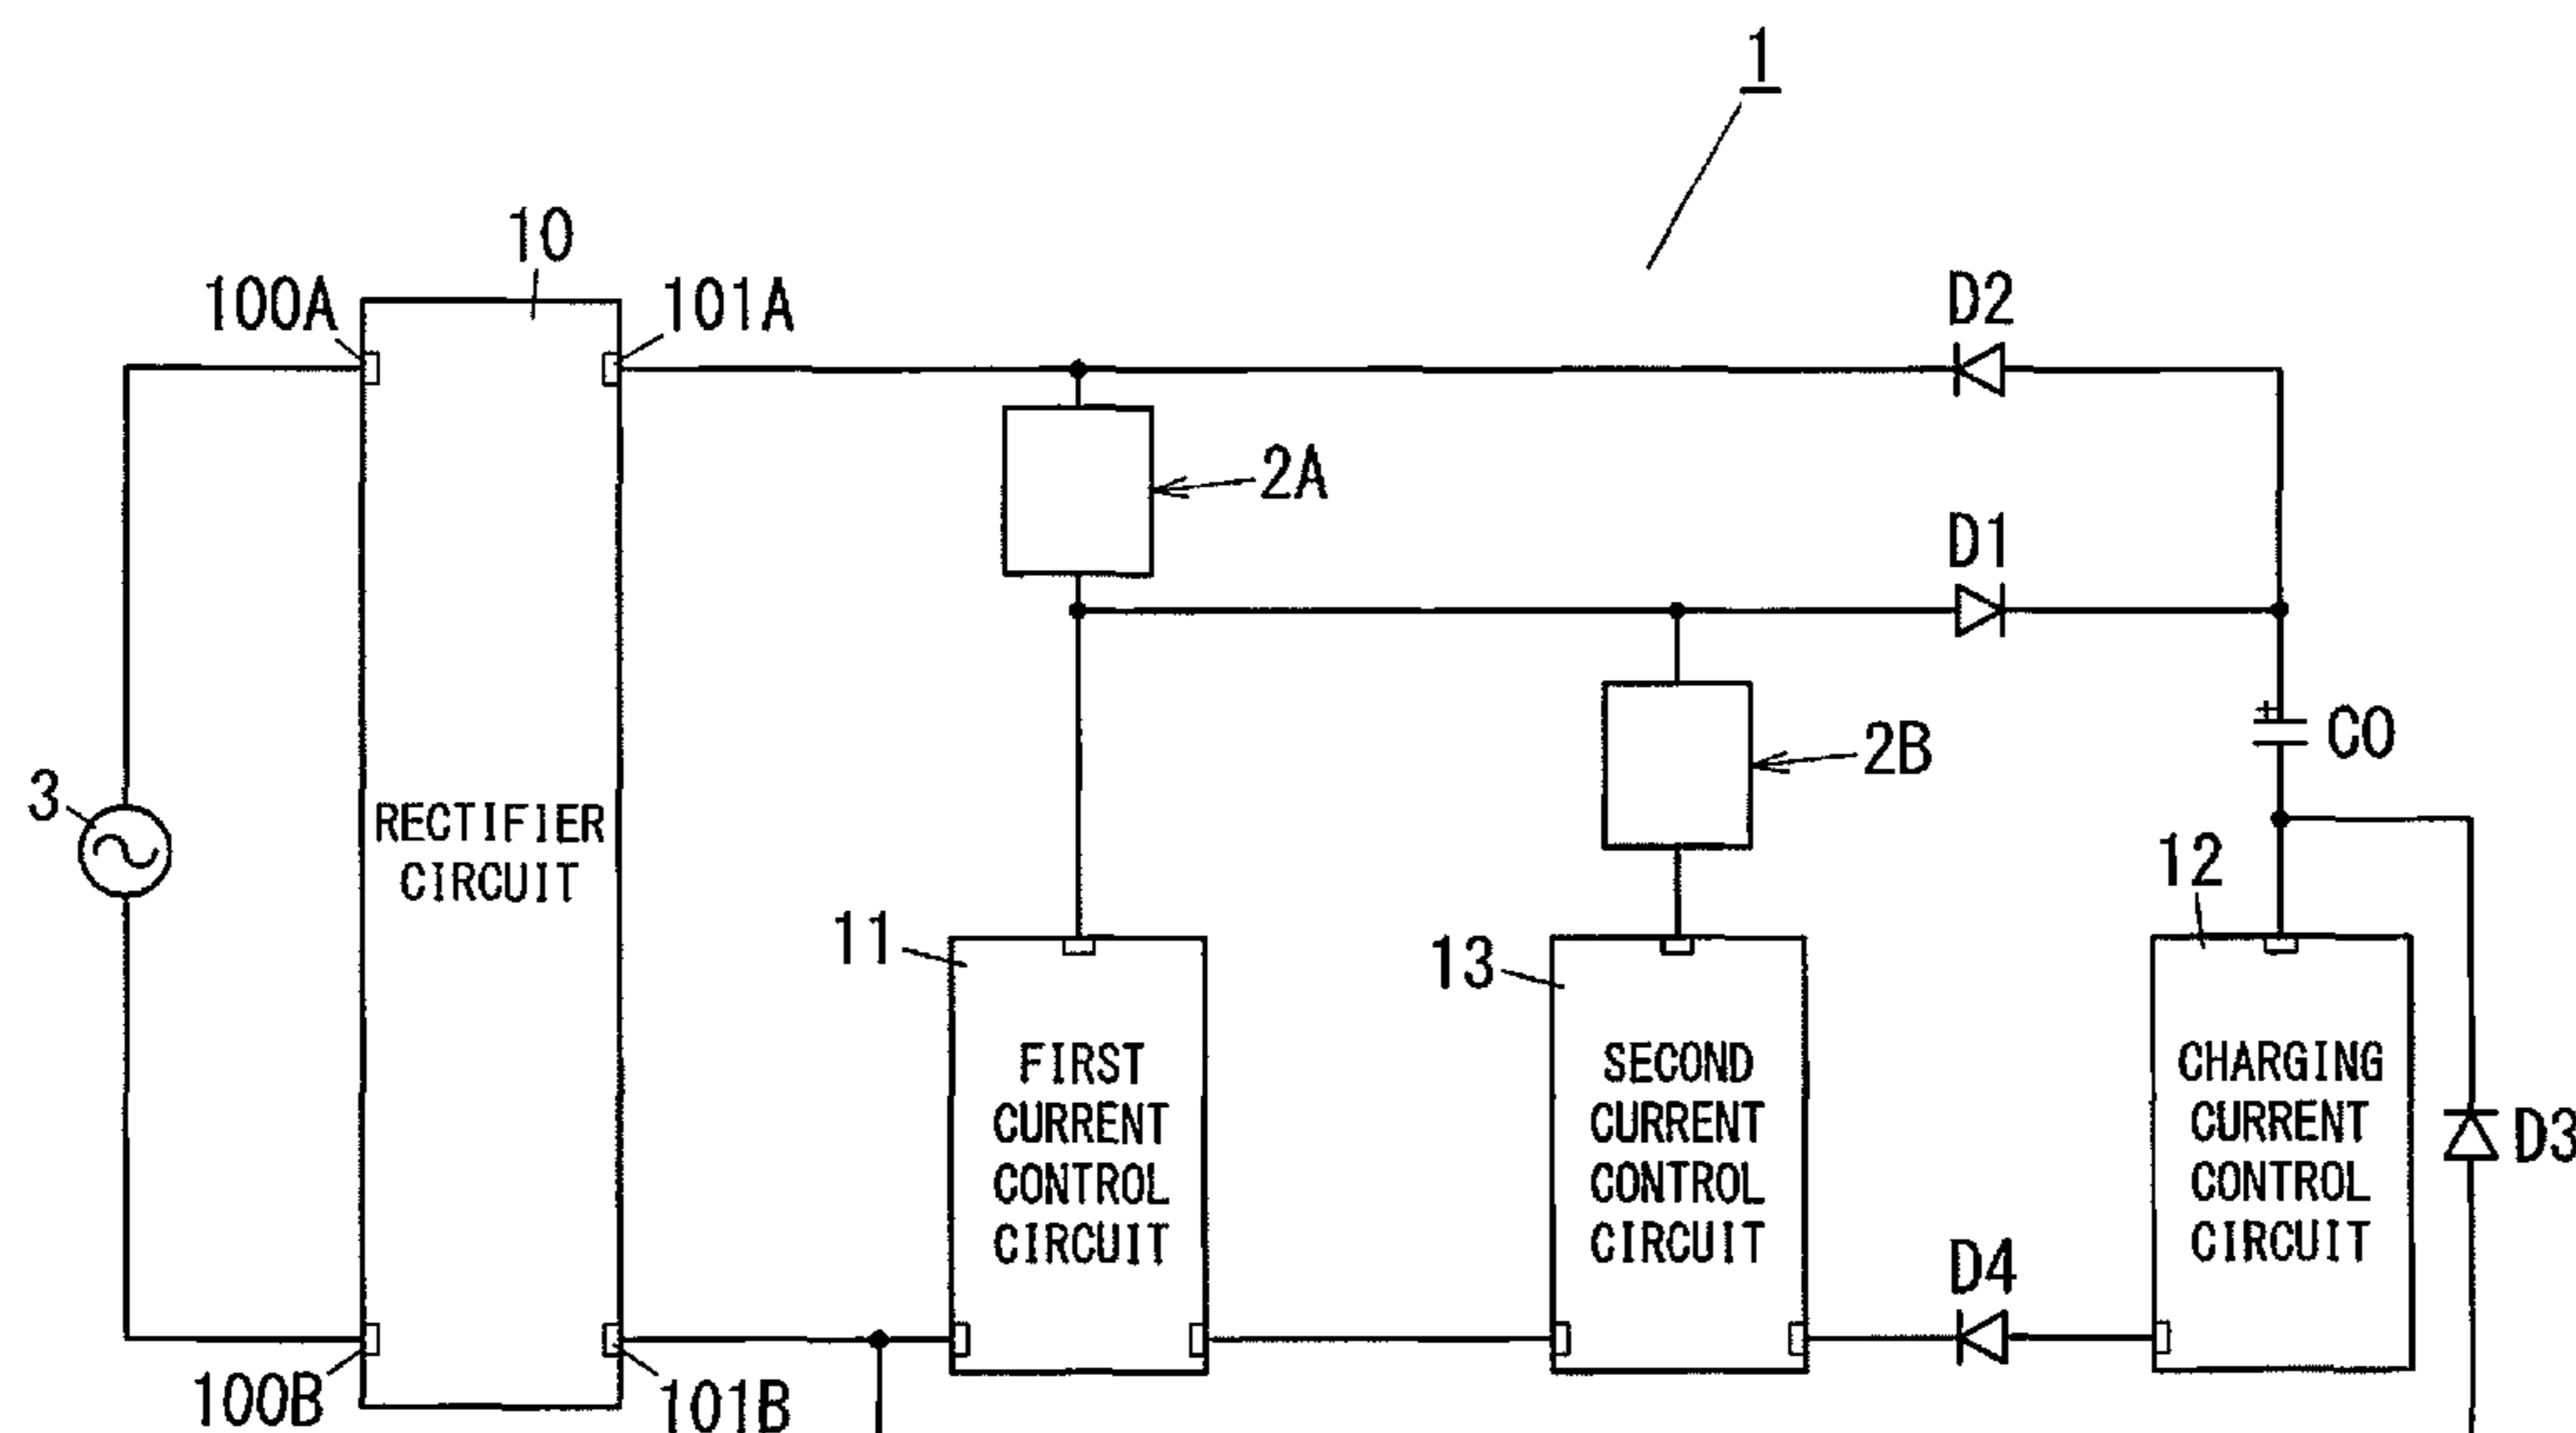 1
10
100A
101A
D2
2A
D1
2B
C0
3
RECTIFIER
CIRCUIT
12
11
13
FIRST
CURRENT
CONTROL
CIRCUIT
SECOND
CURRENT
CONTROL
CIRCUIT
CHARGING
CURRENT
CONTROL
CIRCUIT
D3
D4
100B
101B